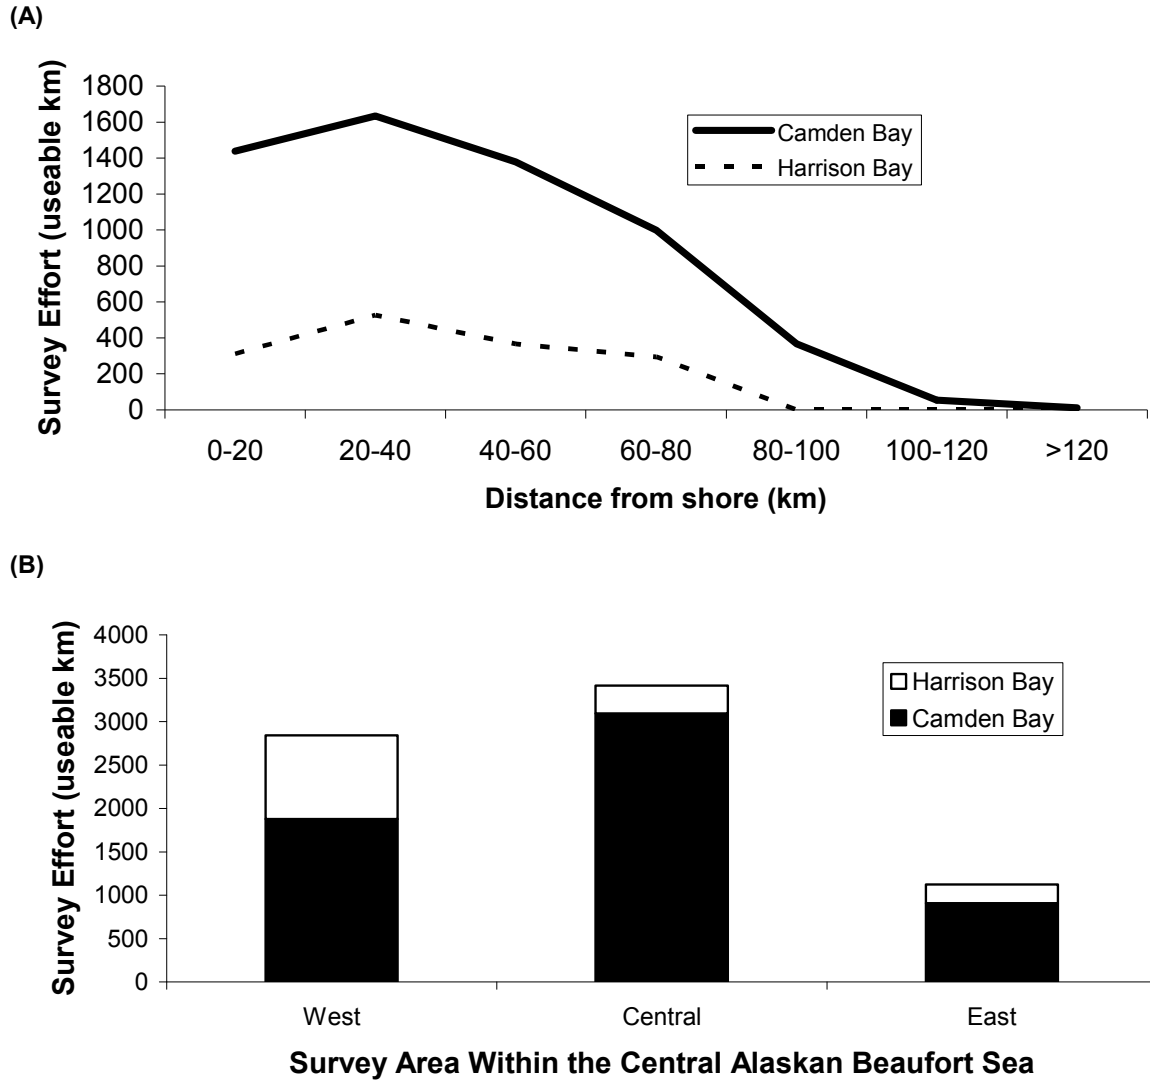 (A)
Survey Effort (useable km)
1800
1600
1400
1200
1000
800
600
400
200
0
Camden Bay
Harrison Bay
0-20 20-40 40-60 60-80 80-100 100-120 >120
Distance from shore (km)
(B)
Survey Effort (useable km)
4000
3500
3000
2500
2000
1500
1000
500
0
Harrison Bay
Camden Bay
West Central East
Survey Area Within the Central Alaskan Beaufort Sea